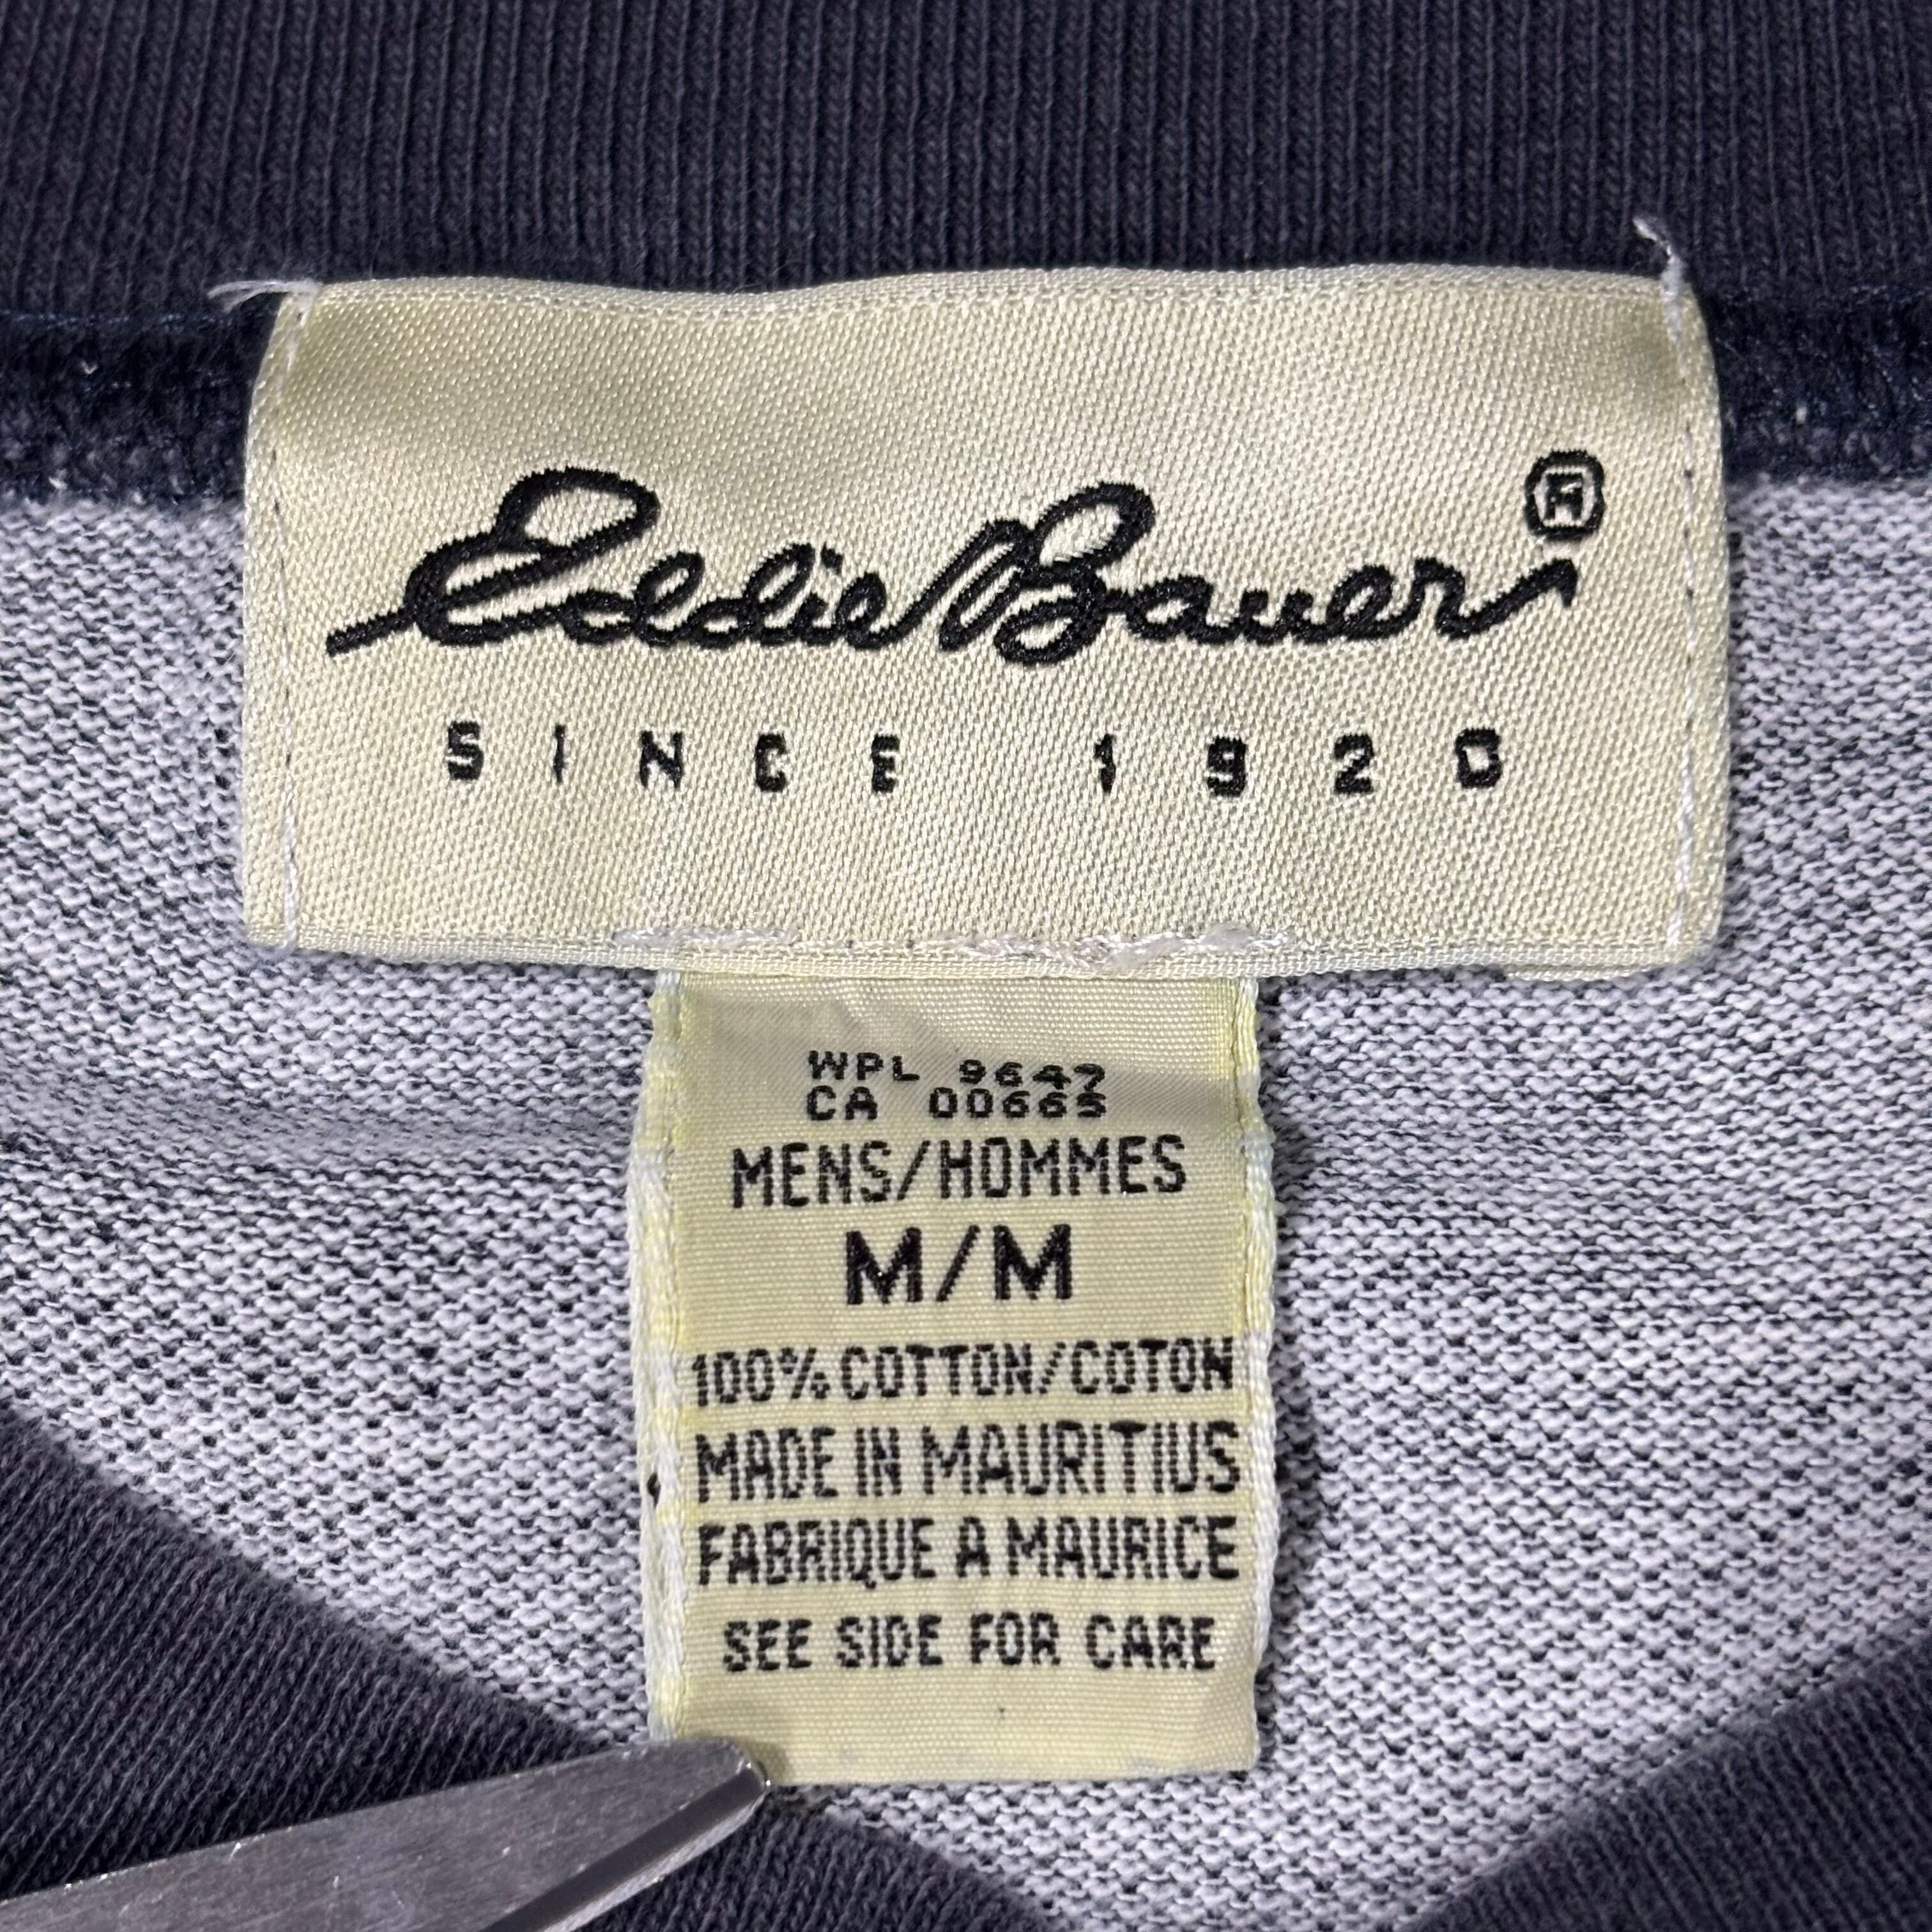 Eddie Bauer®
SINCE 1920
WPL 9647
CA 00665
MENS/HOMMES
M/M
100% COTTON/COTON
MADE IN MAURITIUS
FABRIQUE A MAURICE
SEE SIDE FOR CARE